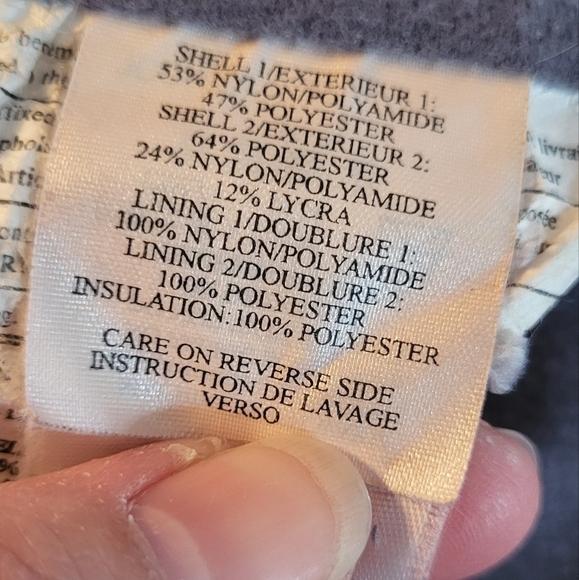 SHELL 1/EXTERIEUR 1:
53% NYLON/POLYAMIDE
47% POLYESTER
SHELL 2/EXTERIEUR 2:
64% POLYESTER
24% NYLON/POLYAMIDE
12% LYCRA
LINING 1/DOUBLURE 1:
100% NYLON/POLYAMIDE
LINING 2/DOUBLURE 2:
100% POLYESTER
INSULATION:100% POLYESTER
CARE ON REVERSE SIDE
INSTRUCTION DE LAVAGE
VERSO